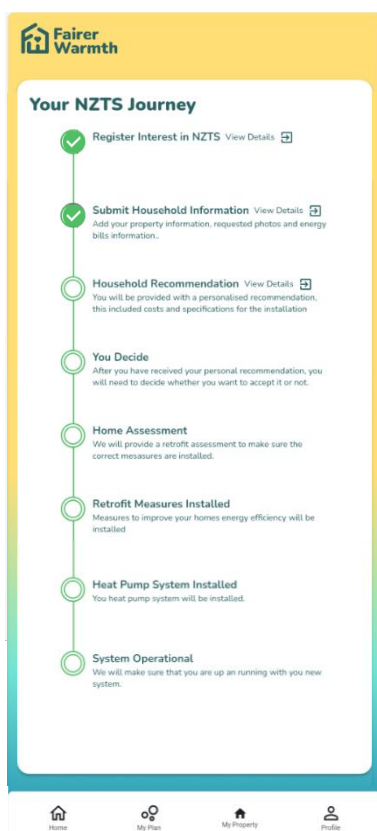 Fairer
Warmth
Your NZTS Journey
Register Interest in NZTS View Details
Submit Household Information View Details
Add your property information, requested photos and energy
bills information..
Household Recommendation View Details
You will be provided with a personalised recommendation,
this included costs and specifications for the installation
You Decide
After you have received your personal recommendation, you
will need to decide whether you want to accept it or not.
Home Assessment
We will provide a retrofit assessment to make sure the
correct mesasures are installed.
Retrofit Measures Installed
Measures to improve your homes energy efficiency will be
installed
Heat Pump System Installed
You heat pump system will be installed.
System Operational
We will make sure that you are up an running with you new
system.
Home My Plan My Property Profile